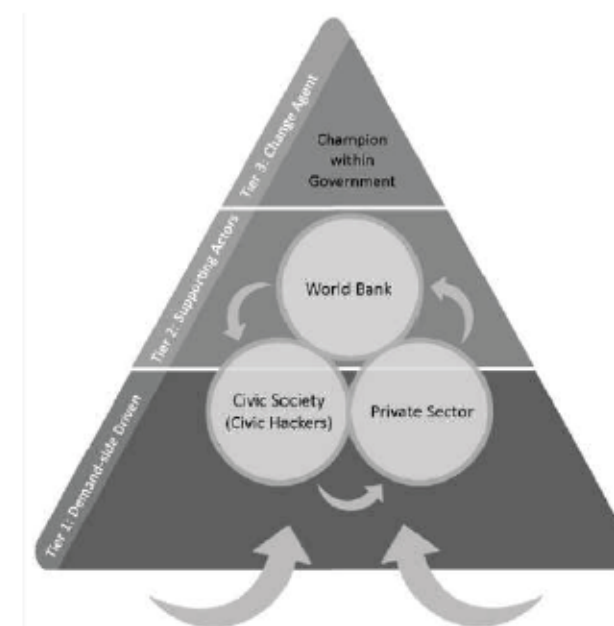 Tier 3: Change Agent
Champion
within
Government
Tier 2: Supporting Actors
World Bank
Tier 1: Demand-side Driven
Civic Society
(Civic Hackers)
Private Sector